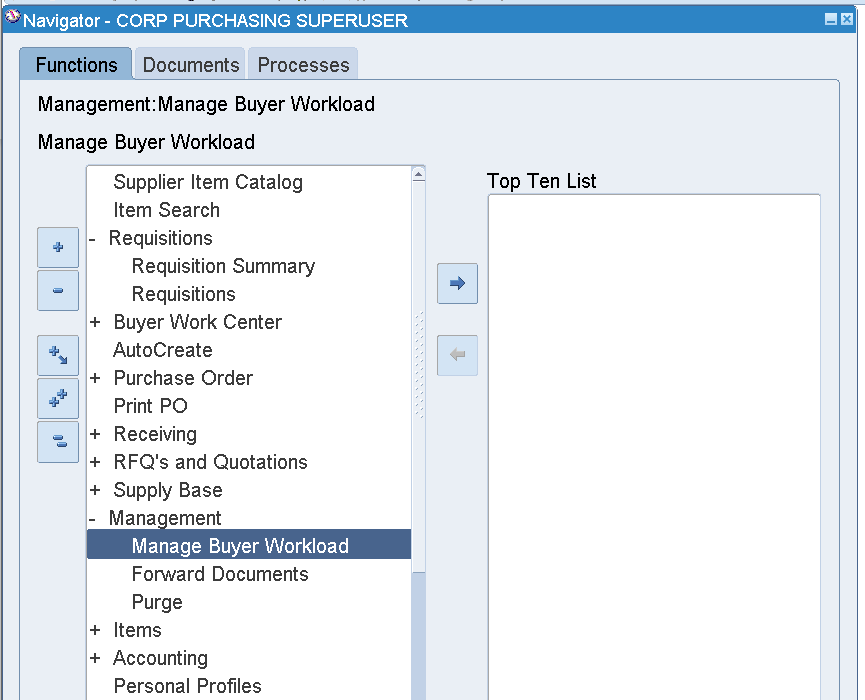 Navigator - CORP PURCHASING SUPERUSER
Functions Documents Processes
Management:Manage Buyer Workload
Manage Buyer Workload
Top Ten List
Supplier Item Catalog
Item Search
- Requisitions
Requisition Summary
Requisitions
+ Buyer Work Center
AutoCreate
+ Purchase Order
Print PO
+ Receiving
+ RFQ's and Quotations
+ Supply Base
- Management
Manage Buyer Workload
Forward Documents
Purge
+ Items
+ Accounting
Personal Profiles